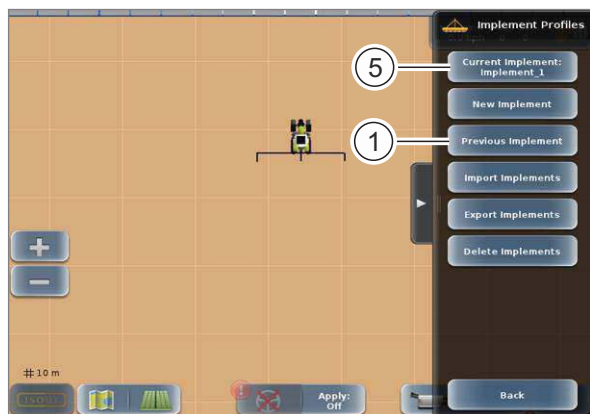 Implement Profiles
5
Current Implement:
Implement_1
New Implement
1
Previous Implement
Import Implements
Export Implements
Delete Implements
+
−
# 10 m
ISOUT
Apply:
Off
Back